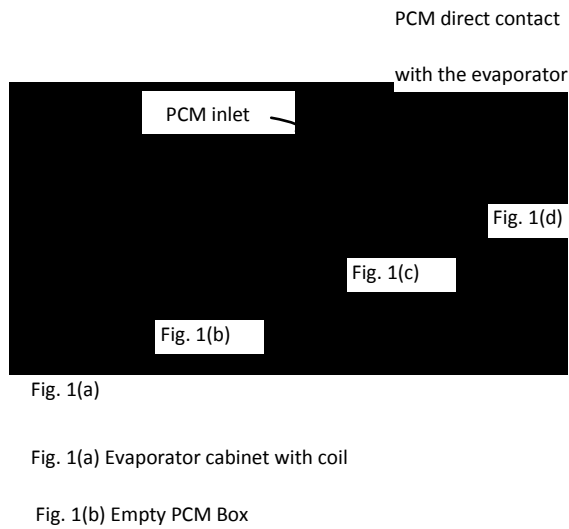 PCM direct contact
with the evaporator
PCM inlet
Fig. 1(d)
Fig. 1(c)
Fig. 1(b)
Fig. 1(a)
Fig. 1(a) Evaporator cabinet with coil
Fig. 1(b) Empty PCM Box